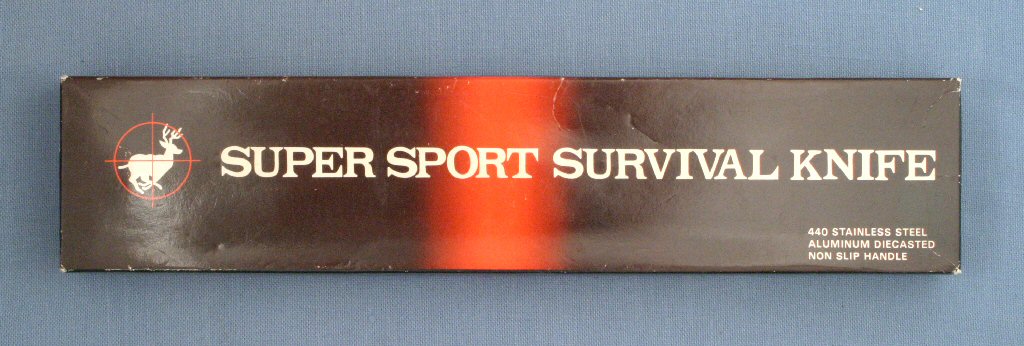 SUPER SPORT SURVIVAL KNIFE
440 STAINLESS STEEL
ALUMINUM DIECASTED
NON SLIP HANDLE